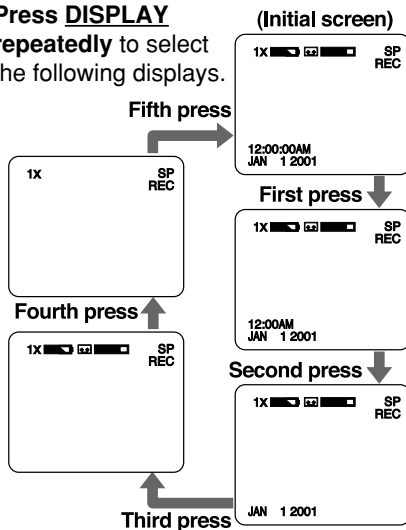 Press DISPLAY
repeatedly to select
the following displays.
(Initial screen)
1X SP
REC
12:00:00AM
JAN 1 2001
First press
1X SP
REC
12:00AM
JAN 1 2001
Second press
1X SP
REC
JAN 1 2001
Third press
1X SP
REC
Fourth press
1X SP
REC
Fifth press